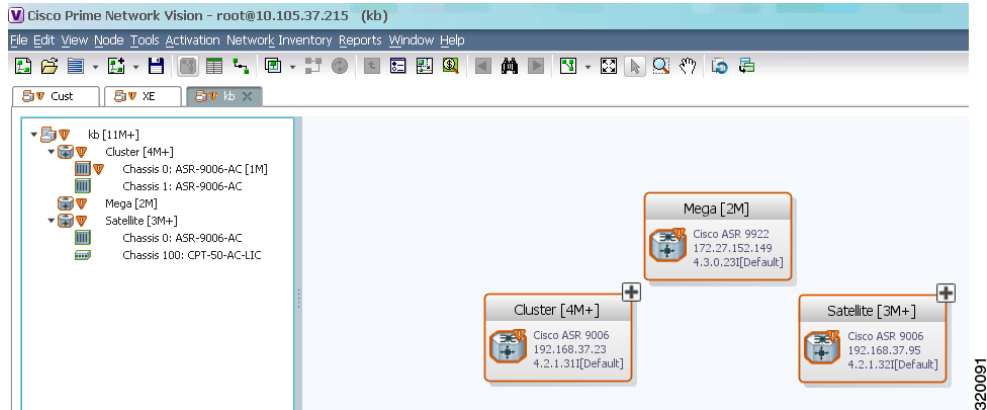 Cisco Prime Network Vision - root@10.105.37.215 (kb)
File Edit View Node Tools Activation Network Inventory Reports Window Help
Cust XE kb
kb [11M+]
Cluster [4M+]
Chassis 0: ASR-9006-AC [1M]
Chassis 1: ASR-9006-AC
Mega [2M]
Satellite [3M+]
Chassis 0: ASR-9006-AC
Chassis 100: CPT-50-AC-LIC
Mega [2M]
Cisco ASR 9922
172.27.152.149
4.3.0.23I[Default]
Cluster [4M+]
Cisco ASR 9006
192.168.37.23
4.2.1.31I[Default]
Satellite [3M+]
Cisco ASR 9006
192.168.37.95
4.2.1.32I[Default]
320091